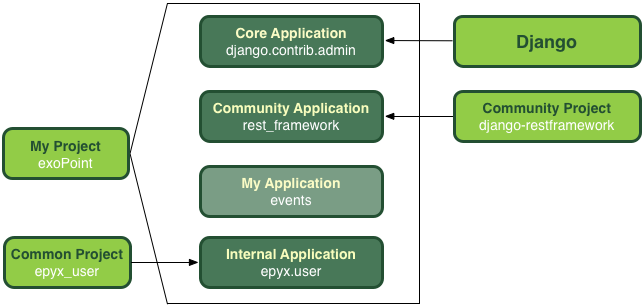 Core Application
django.contrib.admin
Django
Community Application
rest_framework
Community Project
django-restframework
My Project
exoPoint
My Application
events
Common Project
epyx_user
Internal Application
epyx.user